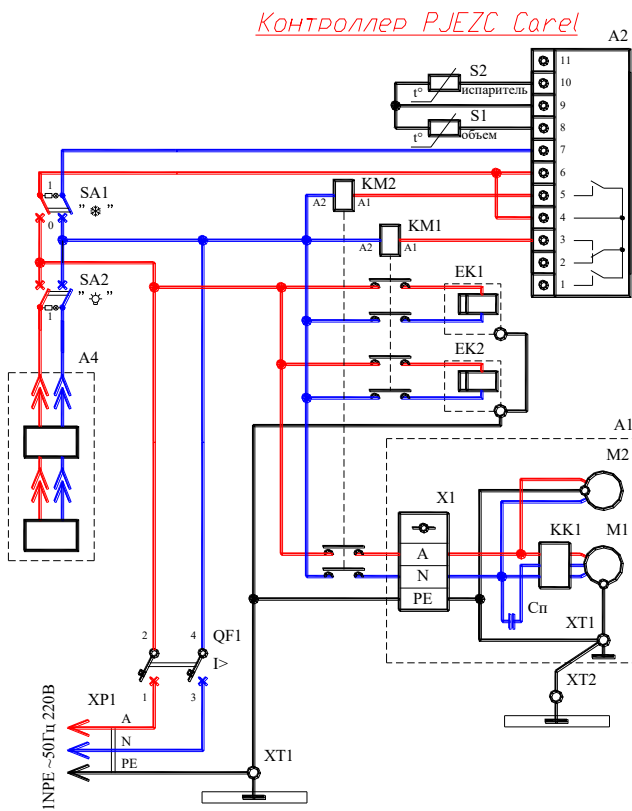 Контроллер PJEZC Carel
A2
11
S2
t°
испаритель
10
9
S1
t°
объем
8
7
6
1
SA1
" ❄ "
0
KM2
A2
A1
5
4
KM1
A2
A1
3
2
1
SA2
" "
1
EK1
EK2
A4
A1
M2
X1
KK1
M1
A
N
PE
Сп
XT1
XT2
2
4
QF1
I>
1
3
XP1
A
N
PE
1NPE ~50Гц 220В
XT1